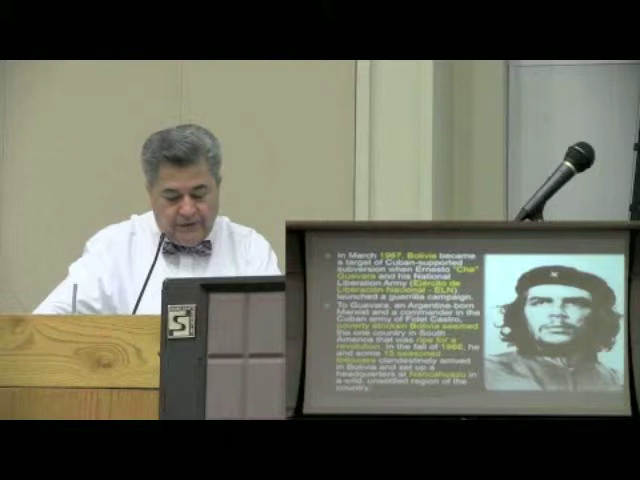 In March 1967, Bolivia became
a target of Cuban-supported
subversion when Ernesto "Che"
Guevara and his National
Liberation Army (Ejército de
Liberación Nacional - ELN)
launched a guerrilla campaign.
To Guevara, an Argentine-born
Marxist and a commander in the
Cuban army of Fidel Castro,
poverty stricken Bolivia seemed
the one country in South
America that was ripe for a
revolution. In the fall of 1966, he
and some 15 seasoned
followers clandestinely arrived
in Bolivia and set up a
headquarters at Nancahuazu in
a wild, unsettled region of the
country.
5